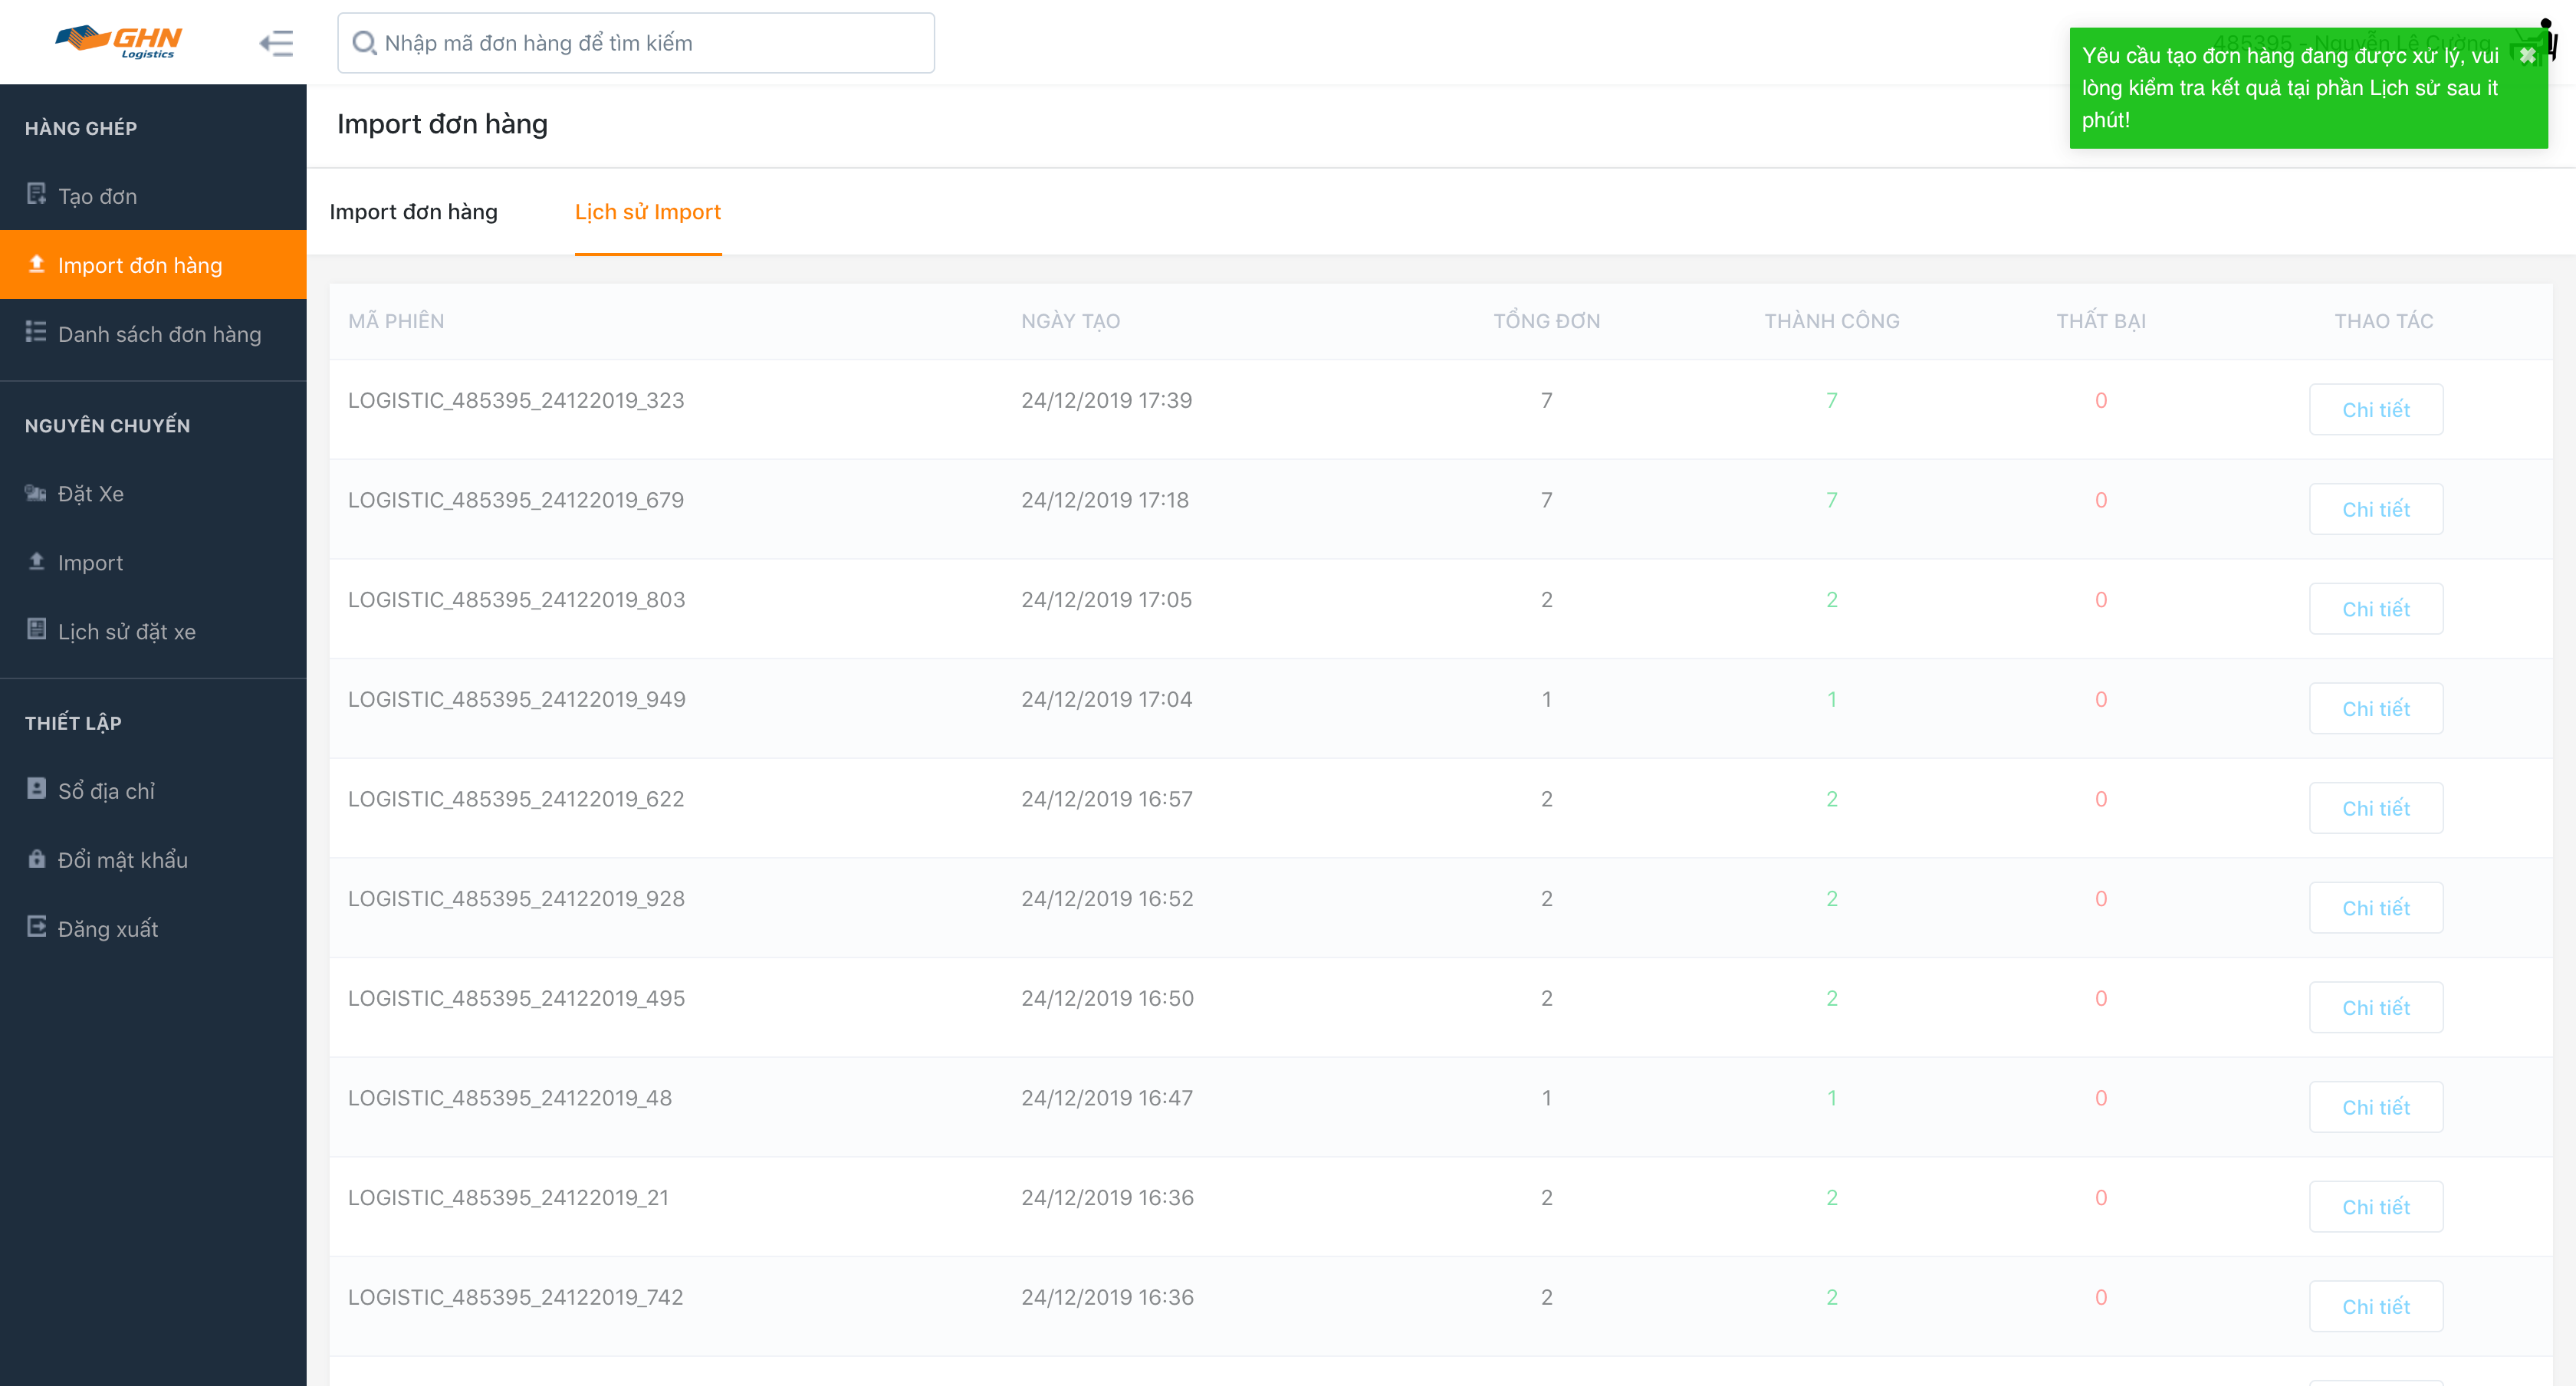 GHN
Logistics
Nhập mã đơn hàng để tìm kiếm
485395 - Nguyễn Lê Cường
Yêu cầu tạo đơn hàng đang được xử lý, vui
lòng kiểm tra kết quả tại phần Lịch sử sau it
phút!
HÀNG GHÉP
Tạo đơn
Import đơn hàng
Danh sách đơn hàng
NGUYÊN CHUYẾN
Đặt Xe
Import
Lịch sử đặt xe
THIẾT LẬP
Sổ địa chỉ
Đổi mật khẩu
Đăng xuất
Import đơn hàng
Import đơn hàng Lịch sử Import
MÃ PHIÊN NGÀY TẠO TỔNG ĐƠN THÀNH CÔNG THẤT BẠI THAO TÁC
LOGISTIC_485395_24122019_323 24/12/2019 17:39 7 7 0 Chi tiết
LOGISTIC_485395_24122019_679 24/12/2019 17:18 7 7 0 Chi tiết
LOGISTIC_485395_24122019_803 24/12/2019 17:05 2 2 0 Chi tiết
LOGISTIC_485395_24122019_949 24/12/2019 17:04 1 1 0 Chi tiết
LOGISTIC_485395_24122019_622 24/12/2019 16:57 2 2 0 Chi tiết
LOGISTIC_485395_24122019_928 24/12/2019 16:52 2 2 0 Chi tiết
LOGISTIC_485395_24122019_495 24/12/2019 16:50 2 2 0 Chi tiết
LOGISTIC_485395_24122019_48 24/12/2019 16:47 1 1 0 Chi tiết
LOGISTIC_485395_24122019_21 24/12/2019 16:36 2 2 0 Chi tiết
LOGISTIC_485395_24122019_742 24/12/2019 16:36 2 2 0 Chi tiết